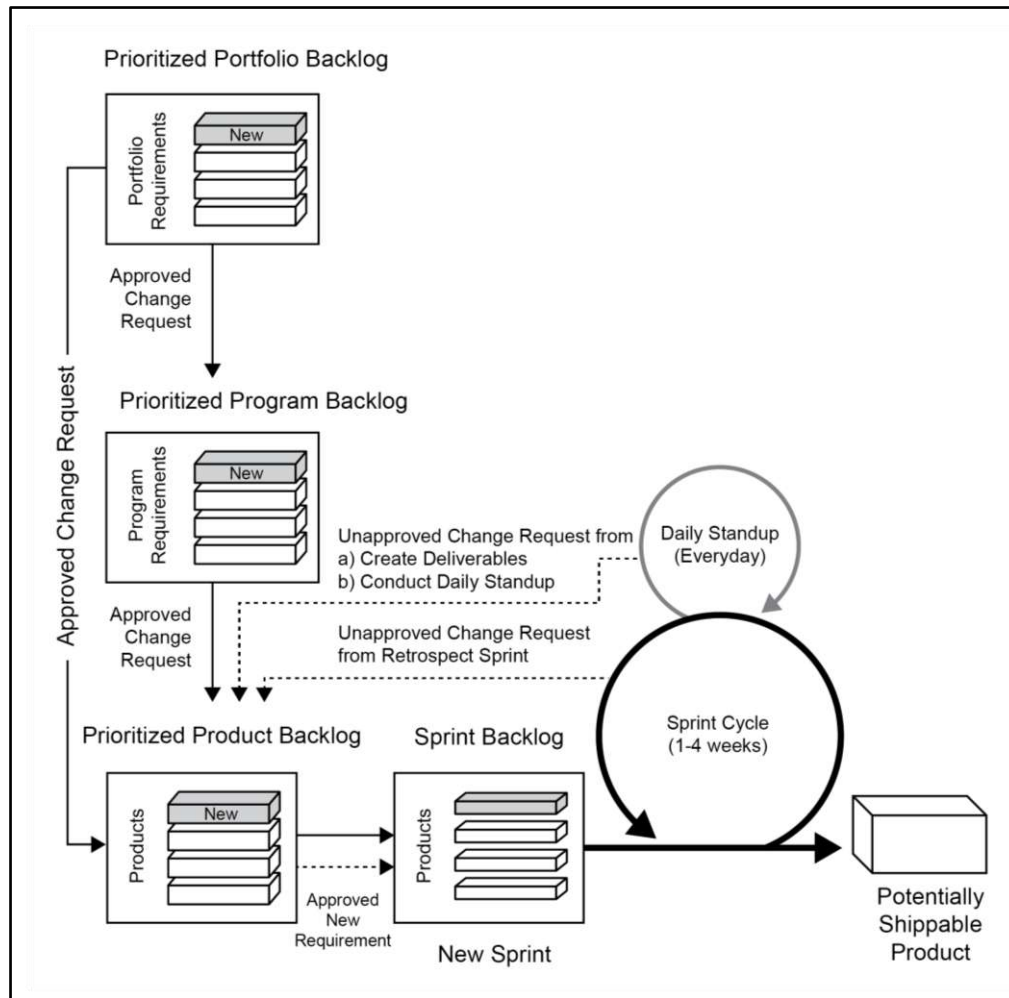 Prioritized Portfolio Backlog
Portfolio
Requirements
New
Approved
Change
Request
Approved Change Request
Prioritized Program Backlog
Program
Requirements
New
Unapproved Change Request from
a) Create Deliverables
b) Conduct Daily Standup
Daily Standup
(Everyday)
Approved
Change
Request
Unapproved Change Request
from Retrospect Sprint
Prioritized Product Backlog
Sprint Backlog
Sprint Cycle
(1-4 weeks)
Products
New
Products
Approved
New
Requirement
New Sprint
Potentially
Shippable
Product